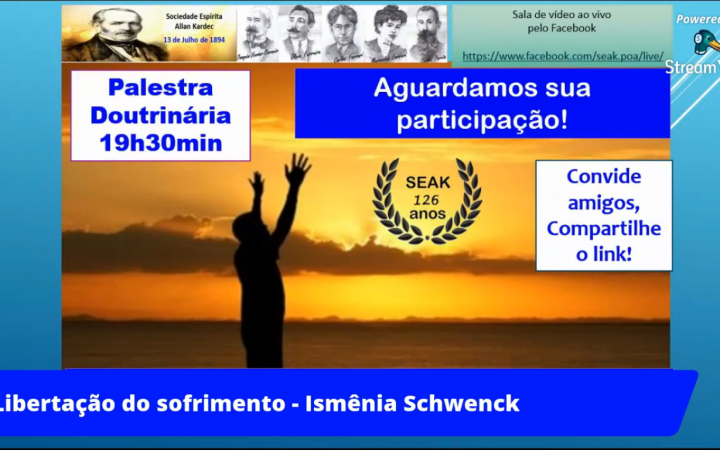 Sociedade Espírita
Allan Kardec
13 de Julho de 1894
Sala de vídeo ao vivo
pelo Facebook
https://www.facebook.com/seak.poa/live/
Powered
Stream
Palestra
Doutrinária
19h30min
Aguardamos sua
participação!
SEAK
126
anos
Convide
amigos,
Compartilhe
o link!
Libertação do sofrimento - Ismênia Schwenck